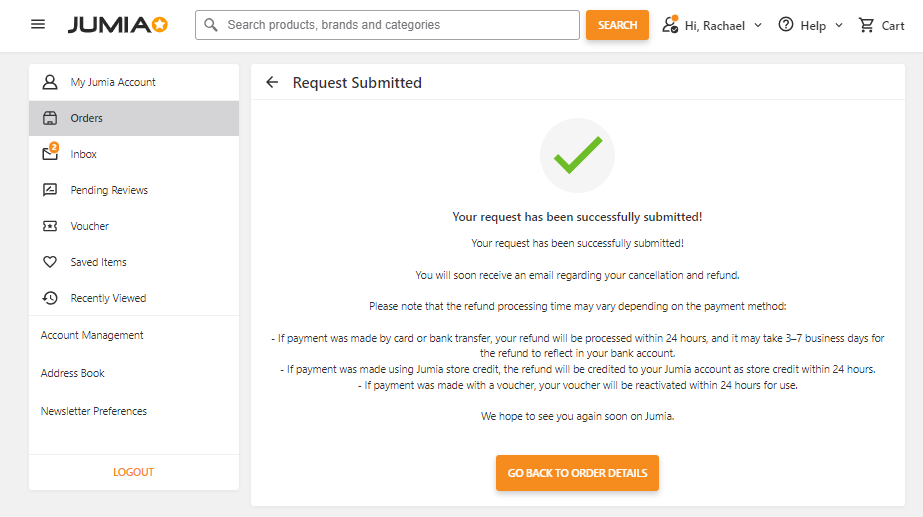 JUMIA
Search products, brands and categories
SEARCH
Hi, Rachael
Help
Cart
My Jumia Account
Orders
2
Inbox
Pending Reviews
Voucher
Saved Items
Recently Viewed
Account Management
Address Book
Newsletter Preferences
LOGOUT
Request Submitted
Your request has been successfully submitted!
Your request has been successfully submitted!
You will soon receive an email regarding your cancellation and refund.
Please note that the refund processing time may vary depending on the payment method:
- If payment was made by card or bank transfer, your refund will be processed within 24 hours, and it may take 3–7 business days for
the refund to reflect in your bank account.
- If payment was made using Jumia store credit, the refund will be credited to your Jumia account as store credit within 24 hours.
- If payment was made with a voucher, your voucher will be reactivated within 24 hours for use.
We hope to see you again soon on Jumia.
GO BACK TO ORDER DETAILS